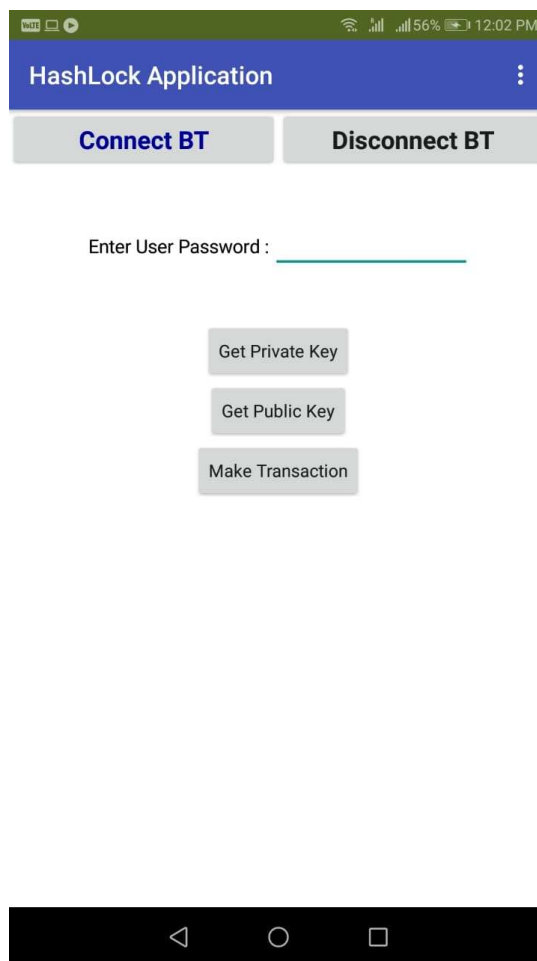 VoLTE 56% 12:02 PM
HashLock Application
Connect BT Disconnect BT
Enter User Password :
Get Private Key
Get Public Key
Make Transaction